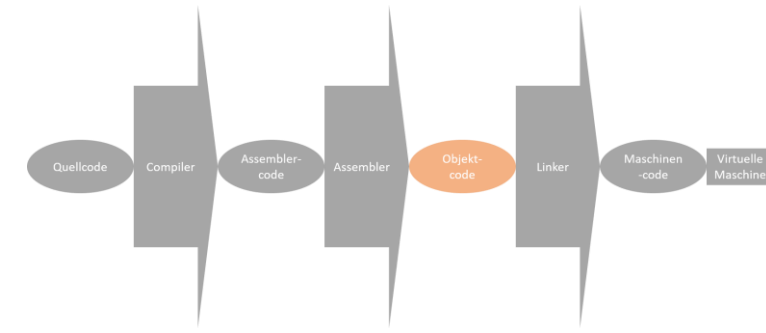 Quellcode
Compiler
Assembler-
code
Assembler
Objekt-
code
Linker
Maschinen
-code
Virtuelle
Maschine